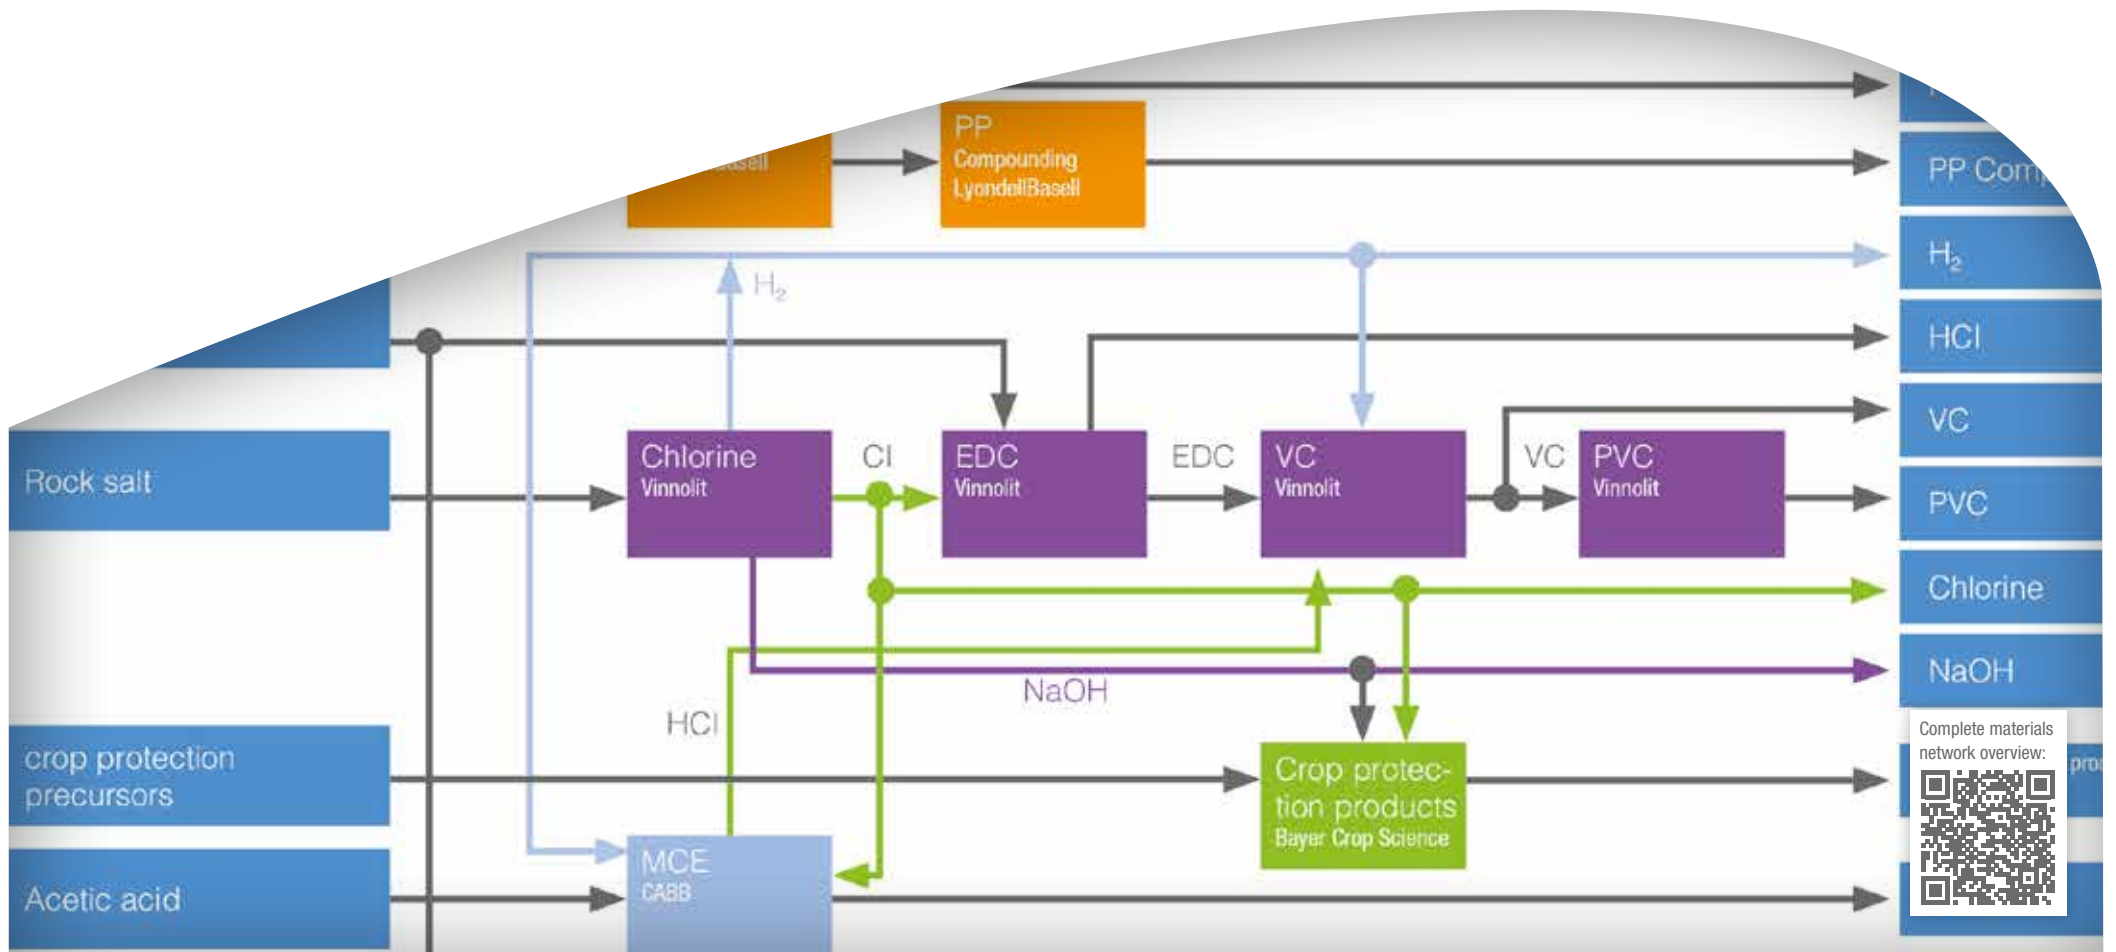 PP
Compounding
LyondellBasell
PP
H₂
H₂
HCl
Chlorine
Vinnolit
Cl
EDC
Vinnolit
EDC
VC
Vinnolit
VC
PVC
Vinnolit
VC
Rock salt
PVC
Chlorine
NaOH
NaOH
HCl
Complete materials
network overview:
crop protection
precursors
Crop protec-
tion products
Bayer Crop Science
MCE
CABB
Acetic acid